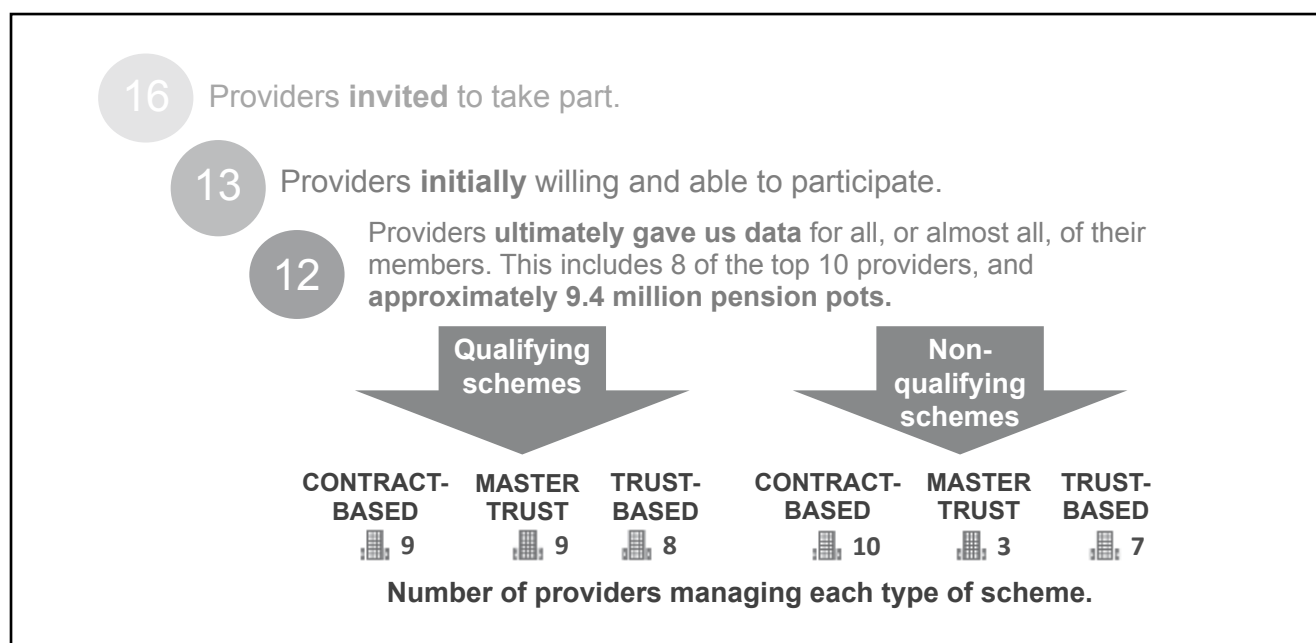 16 Providers invited to take part.
13 Providers initially willing and able to participate.
12 Providers ultimately gave us data for all, or almost all, of their
members. This includes 8 of the top 10 providers, and
approximately 9.4 million pension pots.
Qualifying
schemes
Non-
qualifying
schemes
CONTRACT-
BASED
9
MASTER
TRUST
9
TRUST-
BASED
8
CONTRACT-
BASED
10
MASTER
TRUST
3
TRUST-
BASED
7
Number of providers managing each type of scheme.